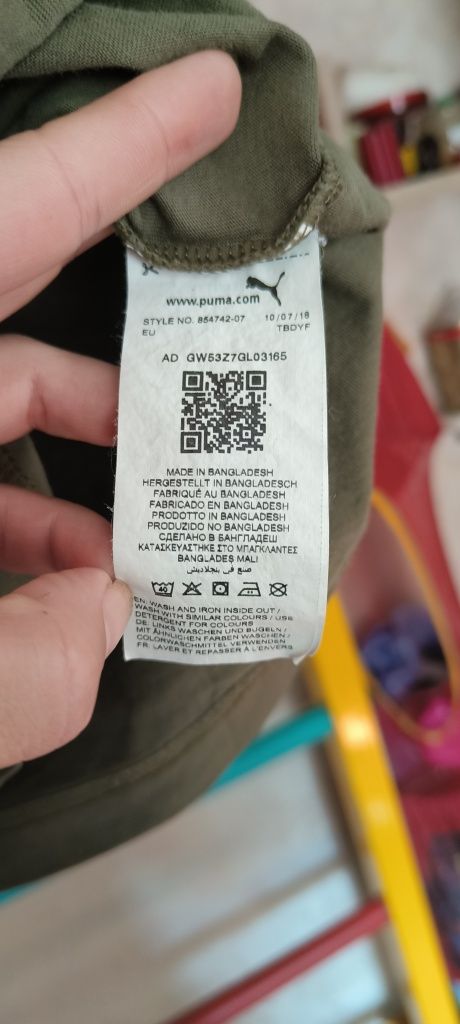 www.puma.com
STYLE NO. 854742-07 10/07/18
EU TBDYF
AD GW53Z7GL03165
MADE IN BANGLADESH
HERGESTELLT IN BANGLADESCH
FABRIQUÉ AU BANGLADESH
FABRICADO EN BANGLADESH
PRODOTTO IN BANGLADESH
PRODUZIDO NO BANGLADESH
СДЕЛАНО В БАНГЛАДЕШ
ΚΑΤΑΣΚΕΥΑΣΤΗΚΕ ΣΤΟ ΜΠΑΓΚΛΑΝΤΕΣ
BANGLADEŞ MALI
صنع في بنجلاديش
40
EN: WASH AND IRON INSIDE OUT /
WASH WITH SIMILAR COLOURS / USE
DETERGENT FOR COLOURS
DE: LINKS WASCHEN UND BÜGELN /
MIT ÄHNLICHEN FARBEN WASCHEN /
COLORWASCHMITTEL VERWENDEN
FR: LAVER ET REPASSER À L'ENVERS